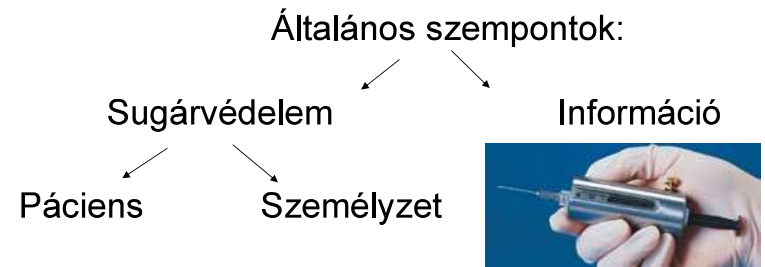 Általános szempontok:
Sugárvédelem Információ
Páciens Személyzet